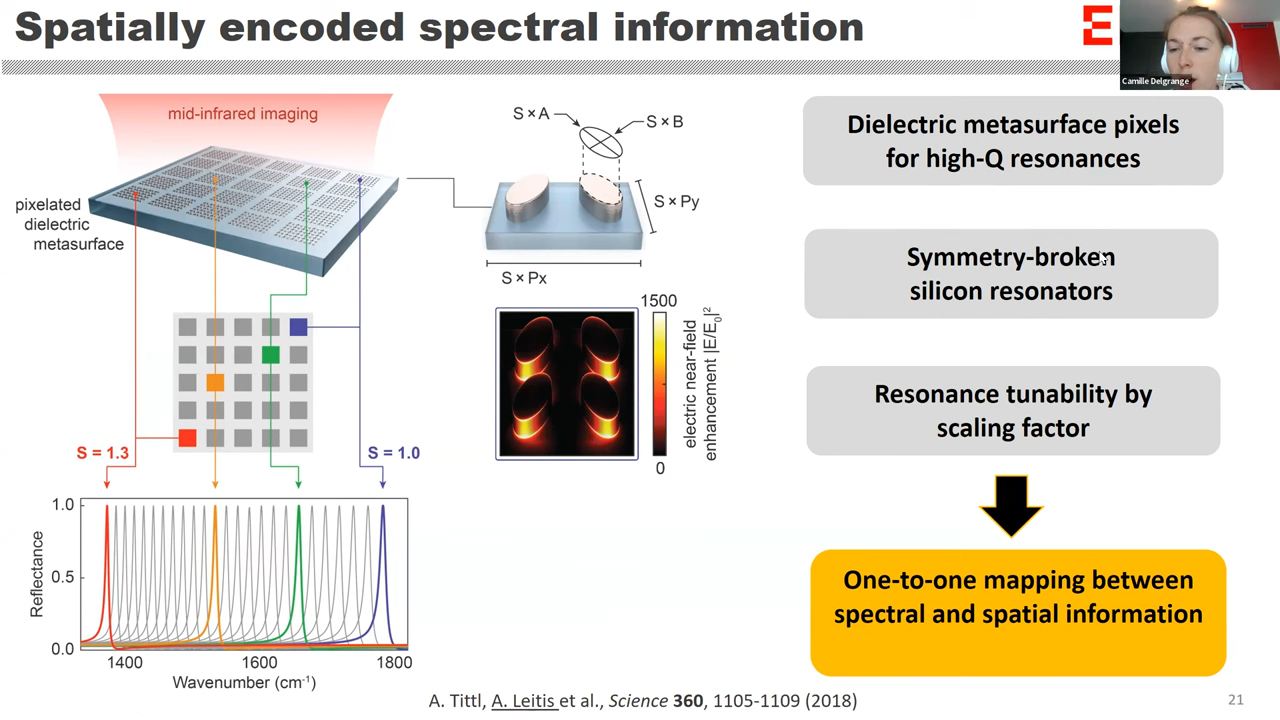 Spatially encoded spectral information
E
Camille Delgrange
mid-infrared imaging
pixelated
dielectric
metasurface
S × A
S × B
S × Py
S × Px
1500
electric near-field
enhancement |E/E₀|²
0
S = 1.3
S = 1.0
1.0
0.5
0.0
Reflectance
1400
1600
1800
Wavenumber (cm⁻¹)
Dielectric metasurface pixels
for high-Q resonances
Symmetry-broken
silicon resonators
Resonance tunability by
scaling factor
One-to-one mapping between
spectral and spatial information
A. Tittl, A. Leitis et al., Science 360, 1105-1109 (2018)
21